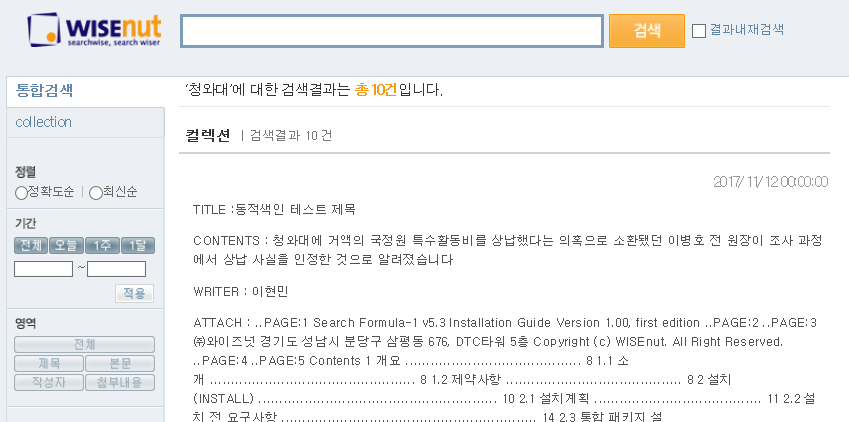 WISEnut
searchwise, search wiser
검색
결과내재검색
통합검색
collection
정렬
정확도순 | 최신순
기간
전체 오늘 1주 1달
~
적용
영역
전체
제목 본문
작성자 첨부내용
‘청와대’에 대한 검색결과는 총 10건입니다.
컬렉션 | 검색결과 10 건
2017/11/12 00:00:00
TITLE :동적색인 테스트 제목
CONTENTS : 청와대에 거액의 국정원 특수활동비를 상납했다는 의혹으로 소환됐던 이병호 전 원장이 조사 과정
에서 상납 사실을 인정한 것으로 알려졌습니다
WRITER : 이현민
ATTACH : ..PAGE:1 Search Formula-1 v5.3 Installation Guide Version 1.00, first edition ..PAGE:2 ..PAGE:3
㈜와이즈넛 경기도 성남시 분당구 삼평동 676, DTC타워 5층 Copyright (c) WISEnut. All Right Reserved.
..PAGE:4 ..PAGE:5 Contents 1 개요 .......................................... 8 1.1 소
개 ................................................. 8 1.2 제약사항 .......................................... 8 2 설치
(INSTALL) ......................................................... 10 2.1 설치계획 ........................................ 11 2.2 설
치 전 요구사항 ............................................................. 14 2.3 통합 패키지 설